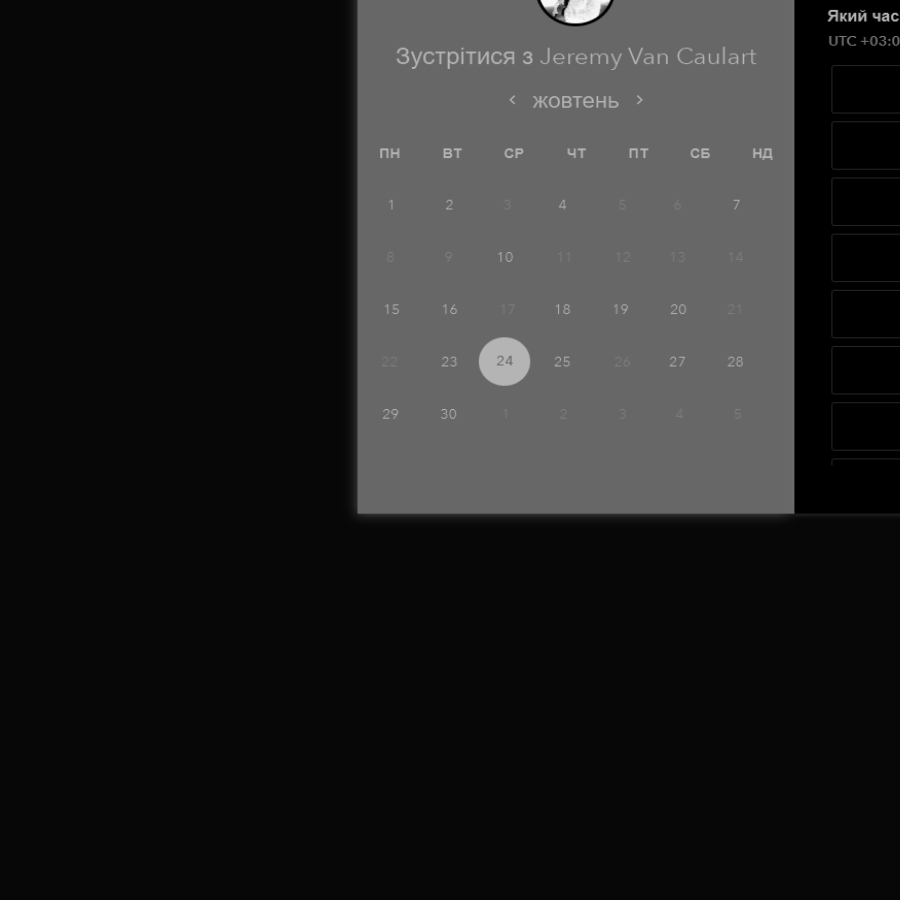 Зустрітися з Jeremy Van Caulart
‹ жовтень ›
ПН ВТ СР ЧТ ПТ СБ НД
1 2 3 4 5 6 7
8 9 10 11 12 13 14
15 16 17 18 19 20 21
22 23 24 25 26 27 28
29 30 1 2 3 4 5
Який час
UTC +03:0